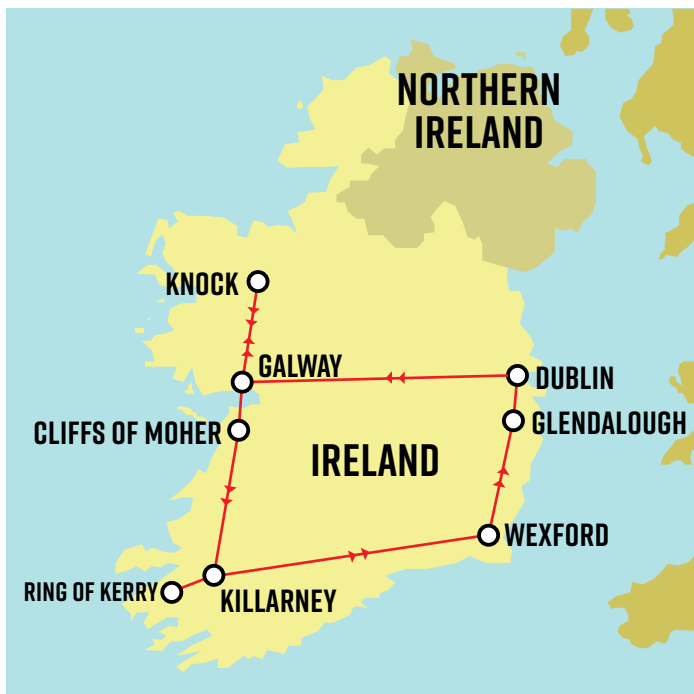 NORTHERN
IRELAND
KNOCK
GALWAY
DUBLIN
GLENDALOUGH
CLIFFS OF MOHER
IRELAND
WEXFORD
RING OF KERRY
KILLARNEY